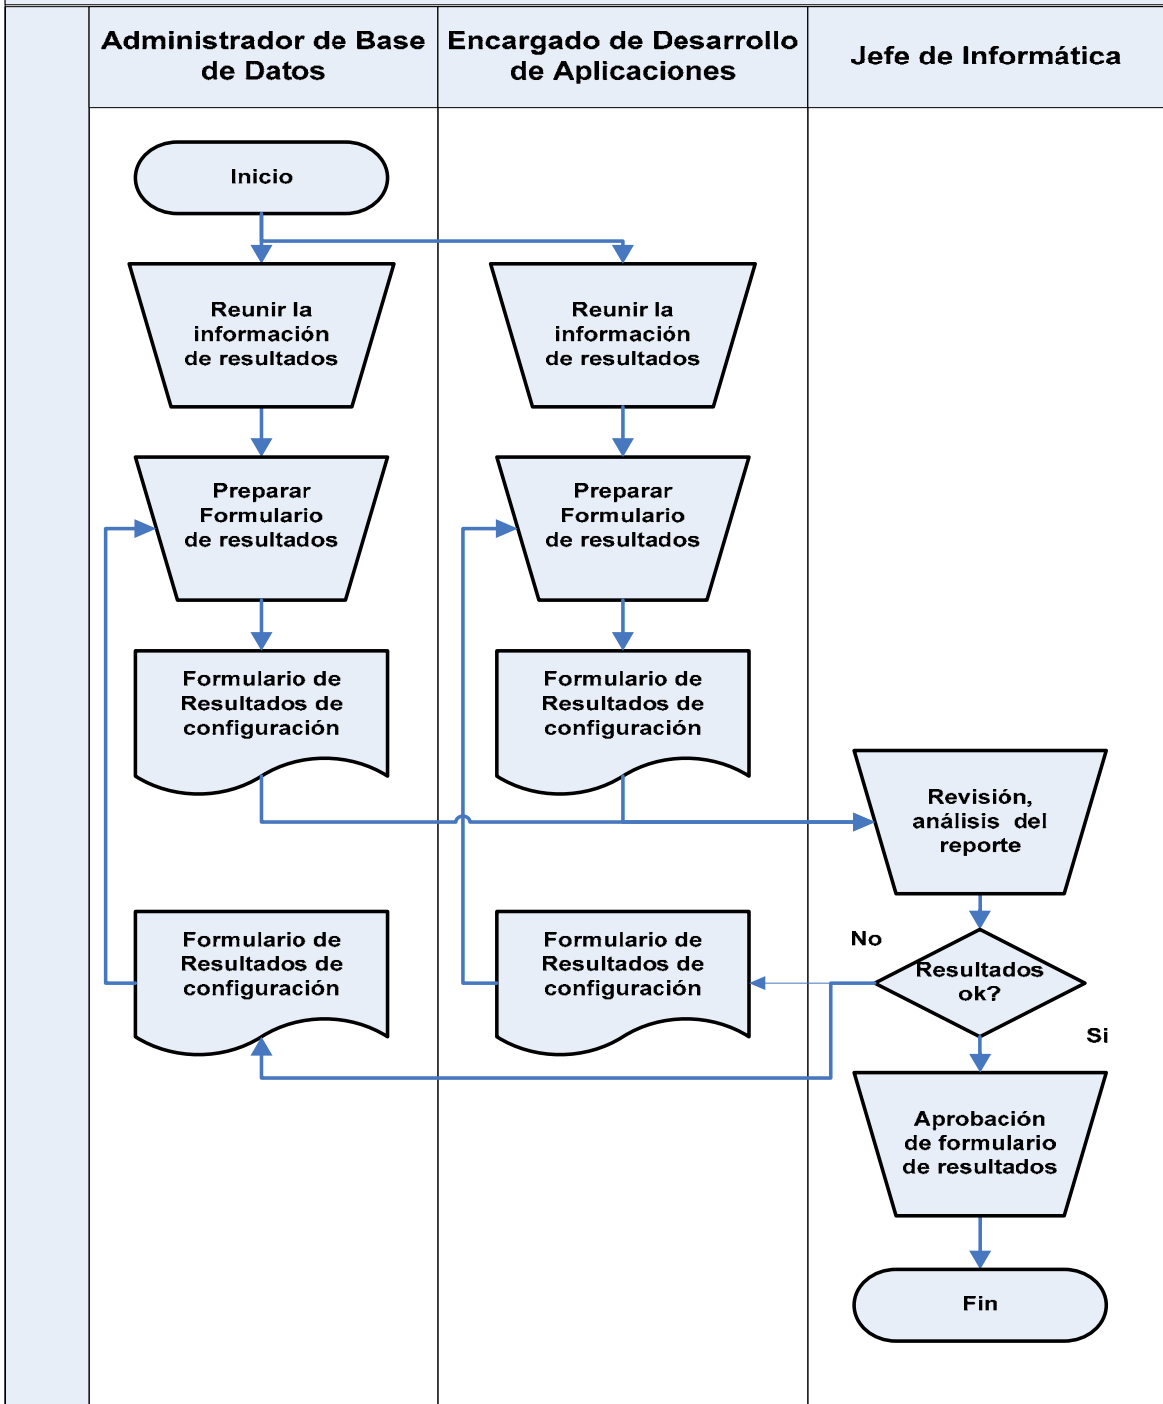 Administrador de Base
de Datos
Encargado de Desarrollo
de Aplicaciones
Jefe de Informática
Inicio
Reunir la
información
de resultados
Reunir la
información
de resultados
Preparar
Formulario
de resultados
Preparar
Formulario
de resultados
Formulario de
Resultados de
configuración
Formulario de
Resultados de
configuración
Revisión,
análisis del
reporte
Formulario de
Resultados de
configuración
Formulario de
Resultados de
configuración
No
Resultados
ok?
Si
Aprobación
de formulario
de resultados
Fin